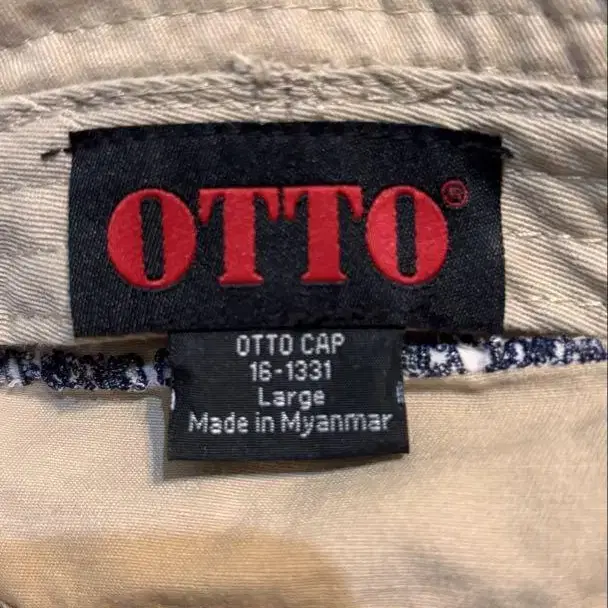 OTTO®
OTTO CAP
16-1331
Large
Made in Myanmar